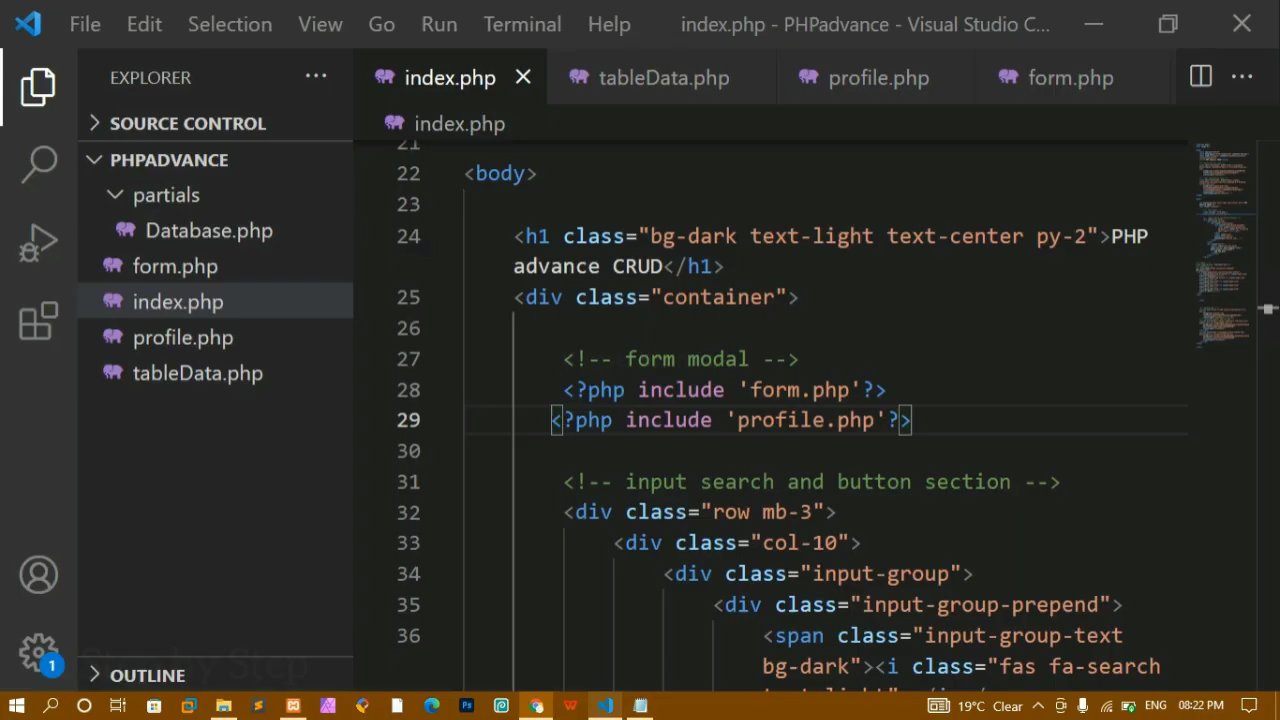 File Edit Selection View Go Run Terminal Help index.php - PHPadvance - Visual Studio C...
EXPLORER ...
index.php tableData.php profile.php form.php ...
SOURCE CONTROL
index.php
PHPADVANCE
partials
Database.php
form.php
index.php
profile.php
tableData.php
OUTLINE
1
21
22 <body>
23
24 <h1 class="bg-dark text-light text-center py-2">PHP
advance CRUD</h1>
25 <div class="container">
26
27 <!-- form modal -->
28 <?php include 'form.php'?>
29 <?php include 'profile.php'?>
30
31 <!-- input search and button section -->
32 <div class="row mb-3">
33 <div class="col-10">
34 <div class="input-group">
35 <div class="input-group-prepend">
36 <span class="input-group-text
bg-dark"><i class="fas fa-search
Step by Step
19°C Clear ENG 08:22 PM